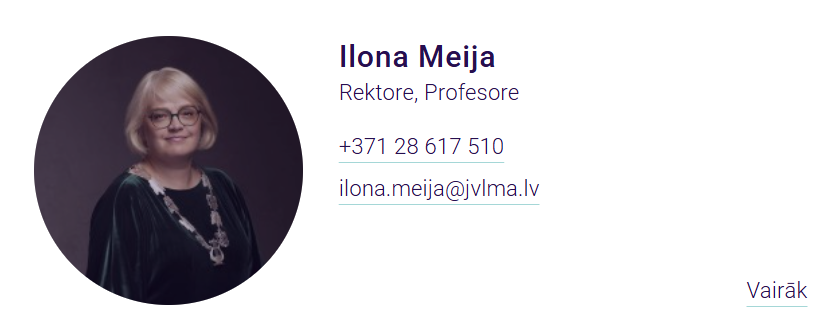 Ilona Meija
Rektore, Profesore
+371 28 617 510
ilona.meija@jvlma.lv
Vairāk